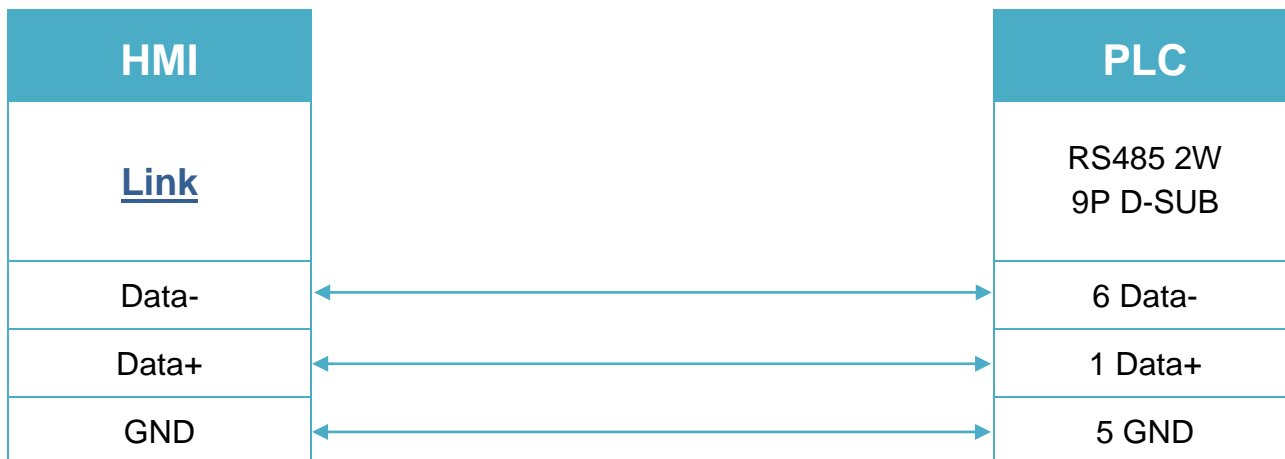 HMI
PLC
Link
RS485 2W
9P D-SUB
Data-
6 Data-
Data+
1 Data+
GND
5 GND